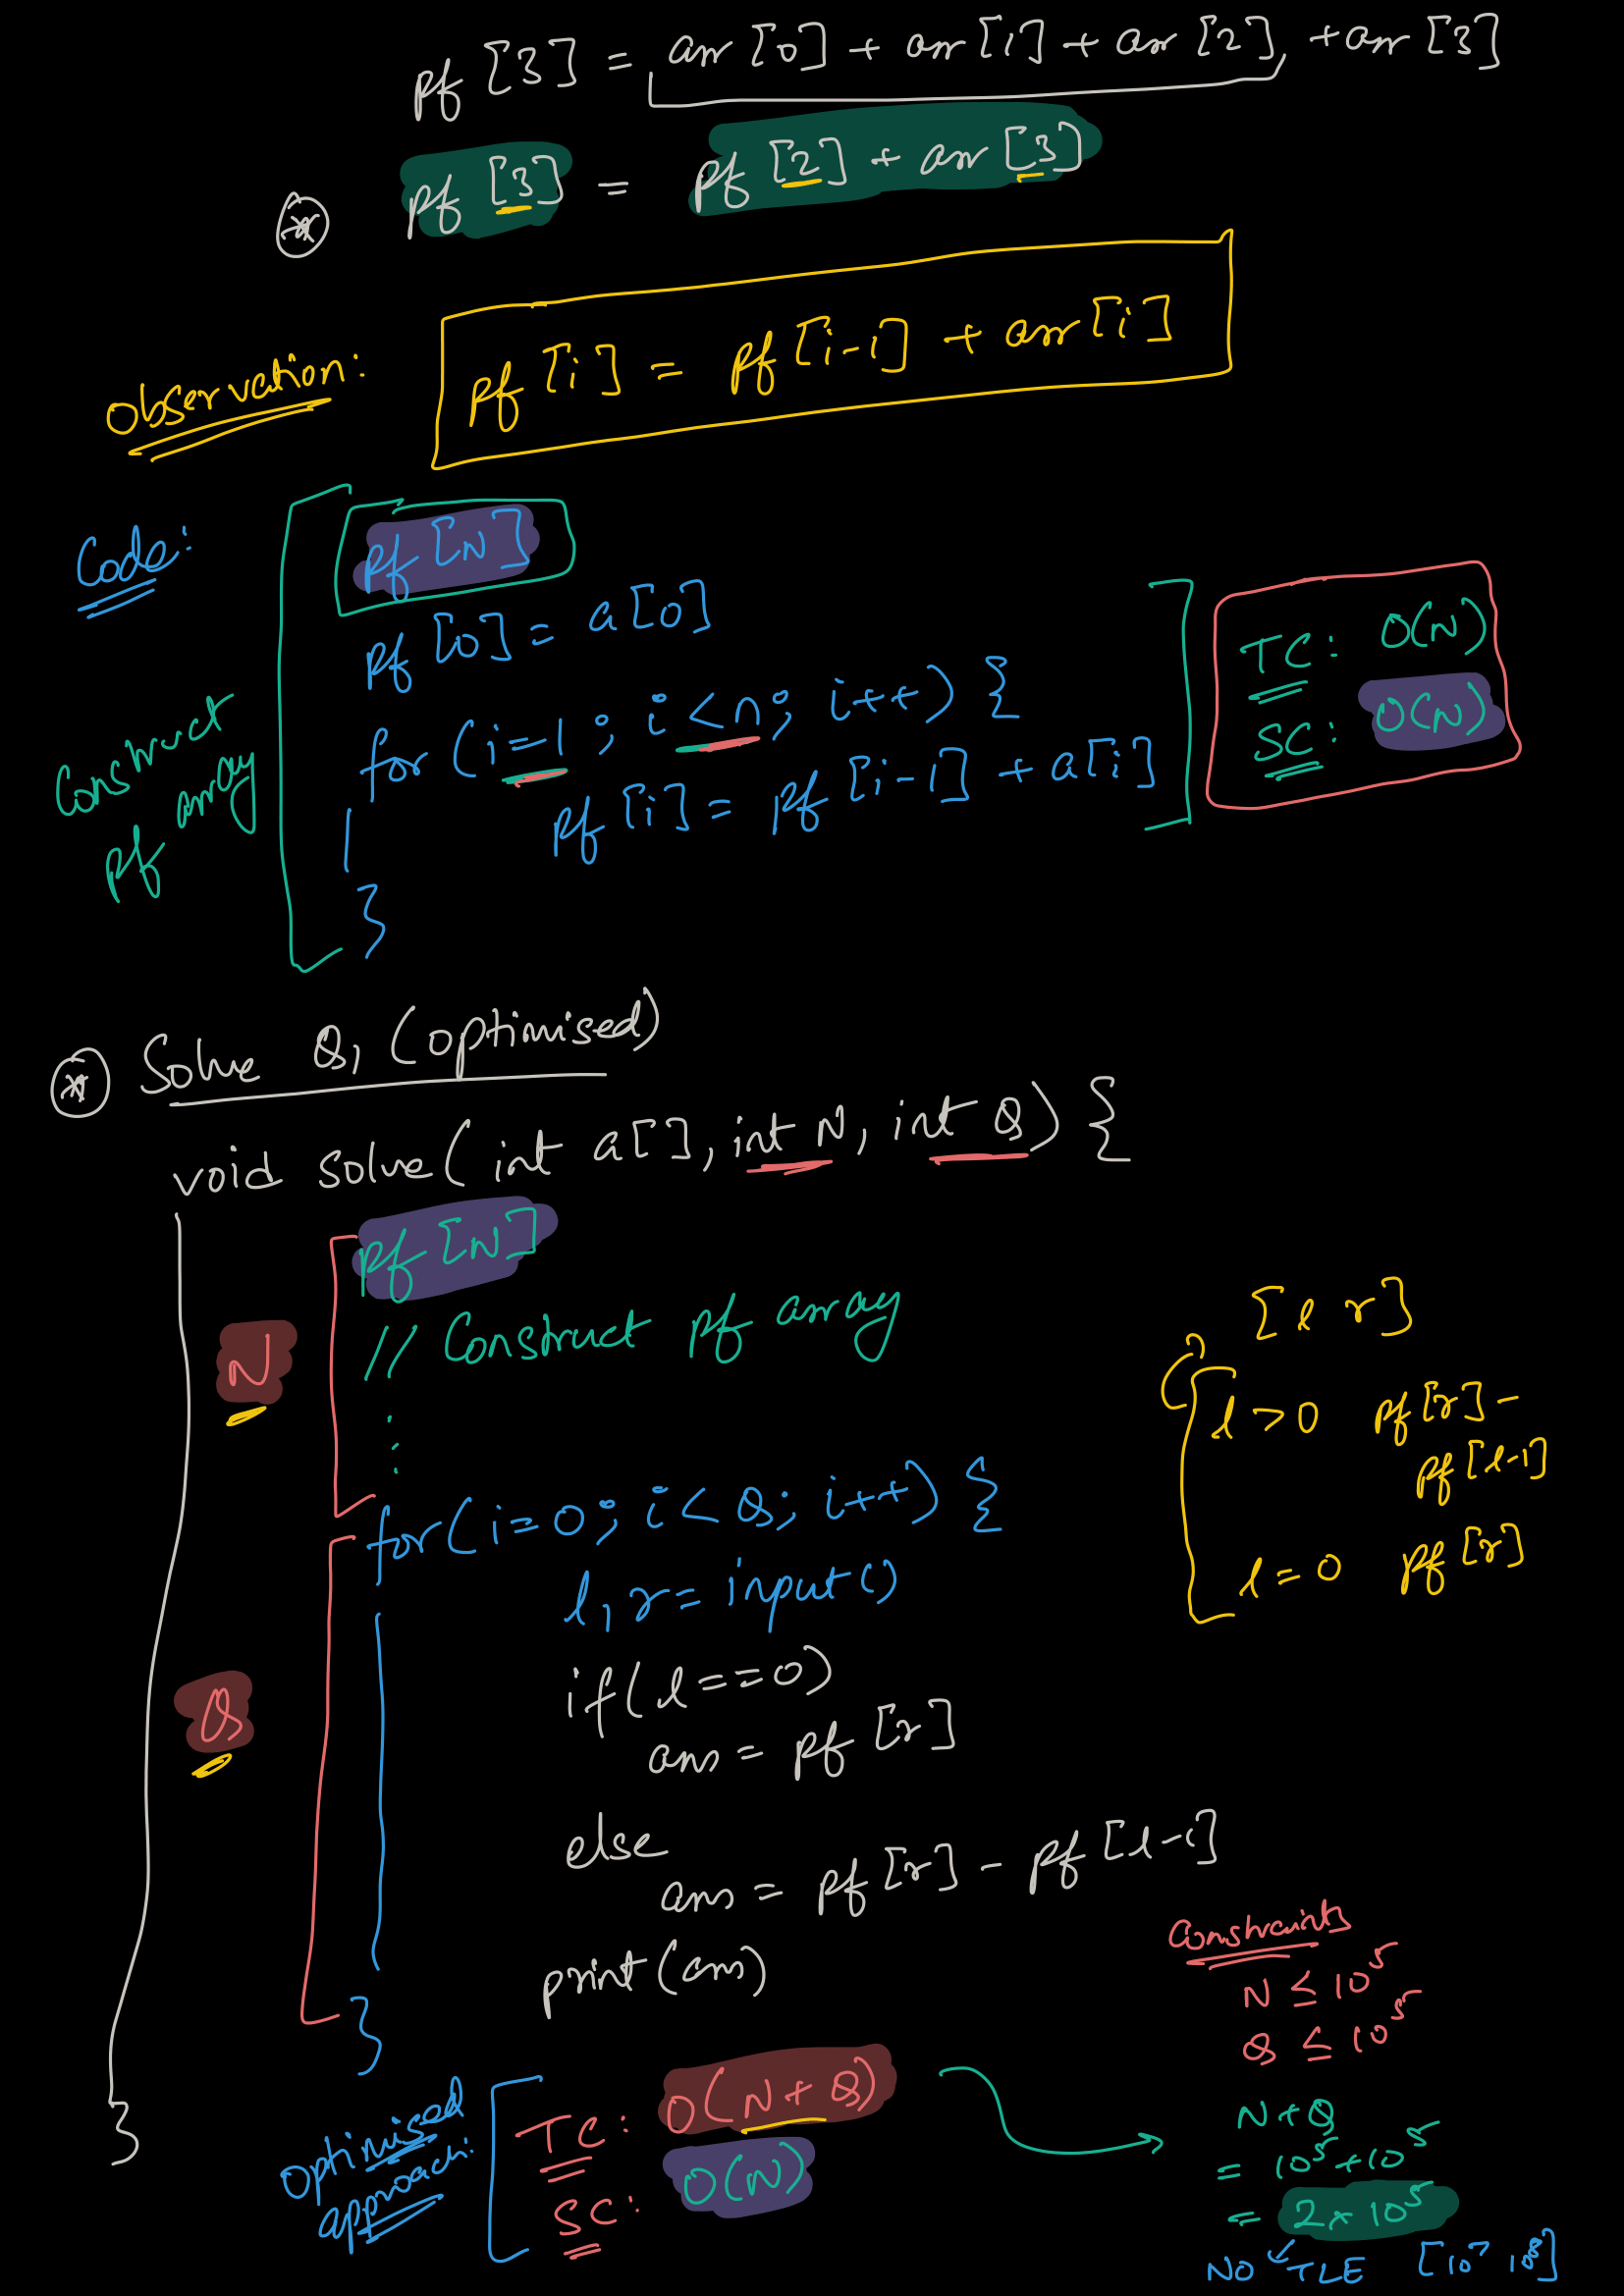 pf [3] = arr [0] + arr [1] + arr [2] + arr [3]
* pf [3] = pf [2] + arr [3]
Observation: pf [i] = pf [i-1] + arr [i]
Code:
pf [N]
pf [0] = a[0]
for (i=1 ; i<n ; i++) {
pf [i] = pf [i-1] + a[i]
}
Construct
pf array
TC: O(N)
SC: O(N)
* Solve Q1 (optimised)
void solve( int a[], int N, int Q) {
pf [N]
// Construct pf array
:
N
for(i=0 ; i<Q ; i++) {
l, r = input()
if(l==0)
ans = pf [r]
else
ans = pf [r] - pf [l-1]
print(ans)
}
Q
}
[l r]
l > 0 pf[r] -
pf[l-1]
l = 0 pf[r]
Optimised
approach:
TC: O(N + Q)
SC: O(N)
Constraints
N ≤ 10^5
Q ≤ 10^5
N + Q
= 10^5 + 10^5
= 2 x 10^5
NO TLE [10^7 10^8]